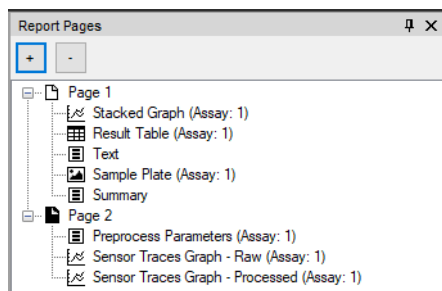 Report Pages
+ -
Page 1
Stacked Graph (Assay: 1)
Result Table (Assay: 1)
Text
Sample Plate (Assay: 1)
Summary
Page 2
Preprocess Parameters (Assay: 1)
Sensor Traces Graph - Raw (Assay: 1)
Sensor Traces Graph - Processed (Assay: 1)